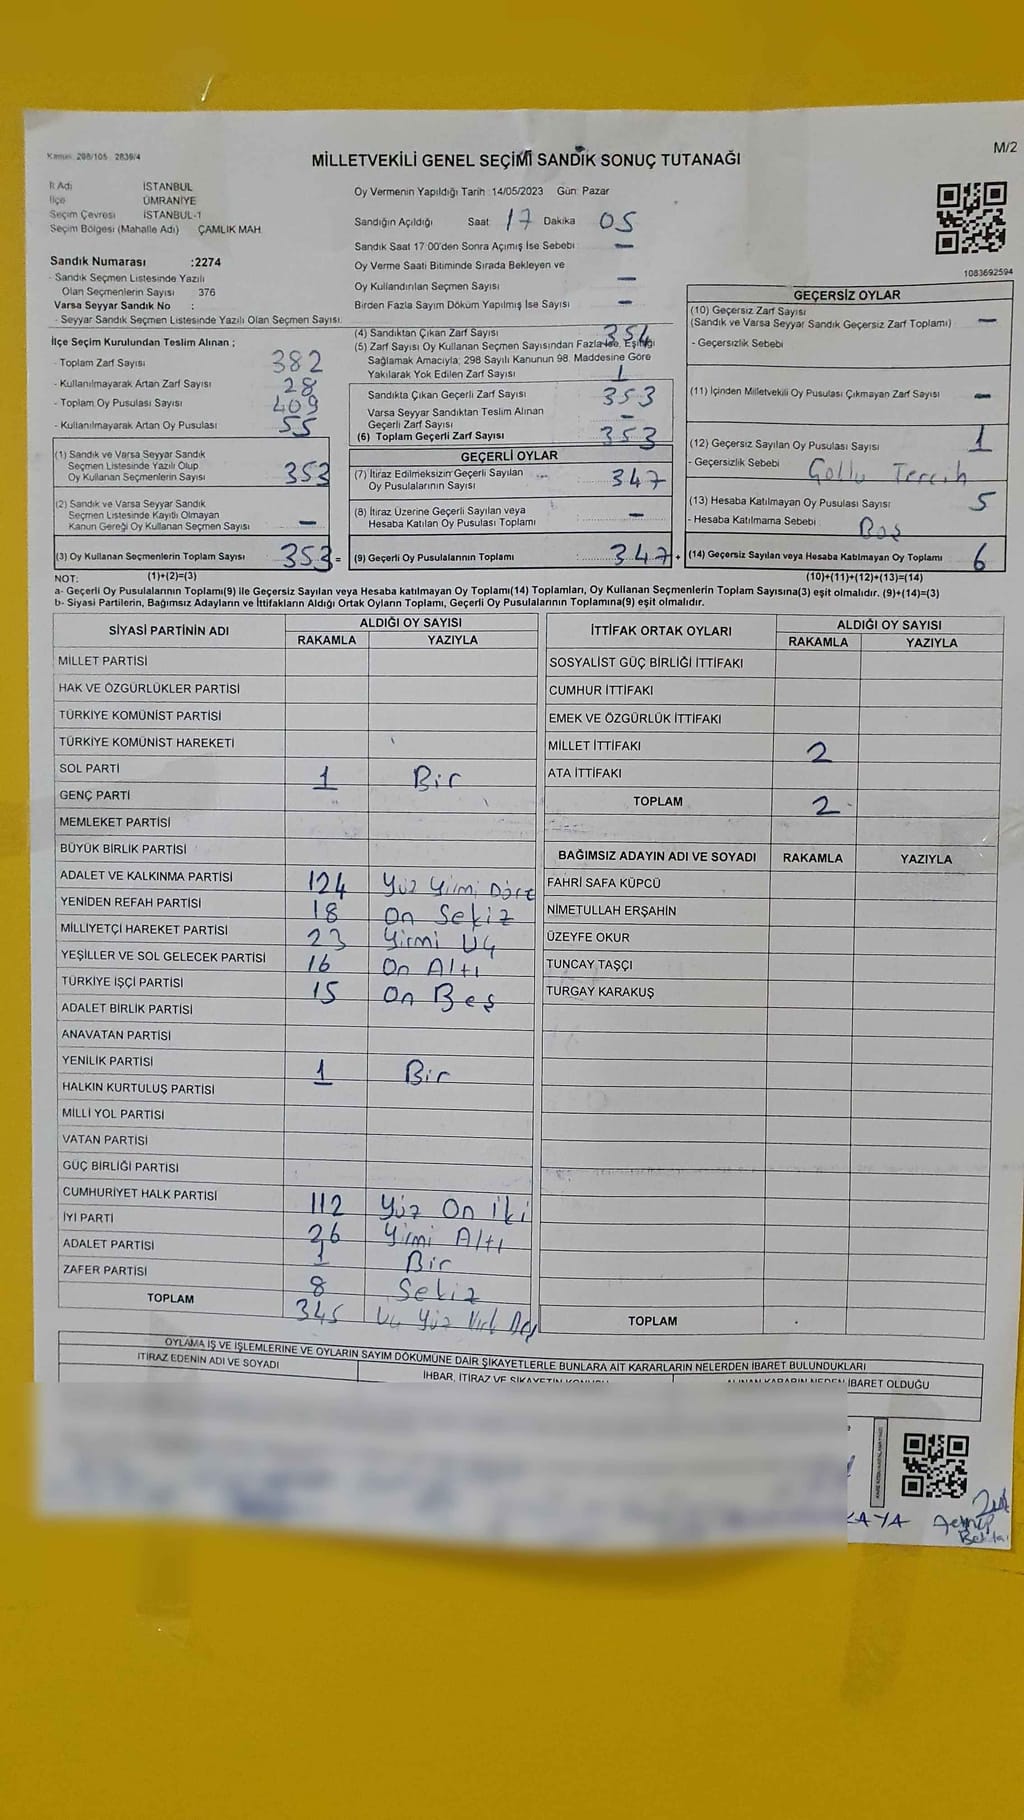 Kanun: 298/105 2839/4
MİLLETVEKİLİ GENEL SEÇİMİ SANDIK SONUÇ TUTANAĞI
M/2
İl Adı İSTANBUL
İlçe ÜMRANİYE
Seçim Çevresi İSTANBUL-1
Seçim Bölgesi (Mahalle Adı) ÇAMLIK MAH.
Sandık Numarası :2274
- Sandık Seçmen Listesinde Yazılı
Olan Seçmenlerin Sayısı 376
Varsa Seyyar Sandık No :
- Seyyar Sandık Seçmen Listesinde Yazılı Olan Seçmen Sayısı:
İlçe Seçim Kurulundan Teslim Alınan ;
- Toplam Zarf Sayısı 382
- Kullanılmayarak Artan Zarf Sayısı 28
- Toplam Oy Pusulası Sayısı 409
- Kullanılmayarak Artan Oy Pusulası 55
(1) Sandık ve Varsa Seyyar Sandık
Seçmen Listesinde Yazılı Olup
Oy Kullanan Seçmenlerin Sayısı 353
(2) Sandık ve Varsa Seyyar Sandık
Seçmen Listesinde Kayıtlı Olmayan
Kanun Gereği Oy Kullanan Seçmen Sayısı —
(3) Oy Kullanan Seçmenlerin Toplam Sayısı 353 =
Oy Vermenin Yapıldığı Tarih :14/05/2023 Gün: Pazar
Sandığın Açıldığı Saat: 17 Dakika 05
Sandık Saat 17:00'den Sonra Açımış İse Sebebi: —
Oy Verme Saati Bitiminde Sırada Bekleyen ve
Oy Kullandırılan Seçmen Sayısı —
Birden Fazla Sayım Döküm Yapılmış İse Sayısı —
(4) Sandıktan Çıkan Zarf Sayısı 354
(5) Zarf Sayısı Oy Kullanan Seçmen Sayısından Fazla ise, Eşitliği
Sağlamak Amacıyla; 298 Sayılı Kanunun 98. Maddesine Göre
Yakılarak Yok Edilen Zarf Sayısı 1
Sandıkta Çıkan Geçerli Zarf Sayısı 353
Varsa Seyyar Sandıktan Teslim Alınan
Geçerli Zarf Sayısı —
(6) Toplam Geçerli Zarf Sayısı 353
GEÇERLİ OYLAR
(7) İtiraz Edilmeksizin Geçerli Sayılan
Oy Pusulalarının Sayısı 347
(8) İtiraz Üzerine Geçerli Sayılan veya
Hesaba Katılan Oy Pusulası Toplamı —
(9) Geçerli Oy Pusulalarının Toplamı 347 +
1083692594
GEÇERSİZ OYLAR
(10) Geçersiz Zarf Sayısı
(Sandık ve Varsa Seyyar Sandık Geçersiz Zarf Toplamı) —
- Geçersizlik Sebebi
(11) İçinden Milletvekili Oy Pusulası Çıkmayan Zarf Sayısı —
(12) Geçersiz Sayılan Oy Pusulası Sayısı 1
- Geçersizlik Sebebi Çoklu Tercih
(13) Hesaba Katılmayan Oy Pusulası Sayısı 5
- Hesaba Katılmama Sebebi Boş
(14) Geçersiz Sayılan veya Hesaba Katılmayan Oy Toplamı 6
NOT: (1)+(2)=(3) (10)+(11)+(12)+(13)=(14)
a- Geçerli Oy Pusulaları Toplamı(9) ile Geçersiz Sayılan veya Hesaba katılmayan Oy Toplamı(14) Toplamları, Oy Kullanan Seçmenlerin Toplam Sayısına(3) eşit olmalıdır. (9)+(14)=(3)
b- Siyasi Partilerin, Bağımsız Adayların ve İttifakların Aldığı Ortak Oyların Toplamı, Geçerli Oy Pusulalarının Toplamına(9) eşit olmalıdır.
SİYASİ PARTİNİN ADI ALDIĞI OY SAYISI
RAKAMLA YAZIYLA
MİLLET PARTİSİ
HAK VE ÖZGÜRLÜKLER PARTİSİ
TÜRKİYE KOMÜNİST PARTİSİ
TÜRKİYE KOMÜNİST HAREKETİ
SOL PARTİ 1 Bir
GENÇ PARTİ
MEMLEKET PARTİSİ
BÜYÜK BİRLİK PARTİSİ
ADALET VE KALKINMA PARTİSİ 124 Yüz Yirmi Dört
YENİDEN REFAH PARTİSİ 18 On Sekiz
MİLLİYETÇİ HAREKET PARTİSİ 23 Yirmi Üç
YEŞİLLER VE SOL GELECEK PARTİSİ 16 On Altı
TÜRKİYE İŞÇİ PARTİSİ 15 On Beş
ADALET BİRLİK PARTİSİ
ANAVATAN PARTİSİ
YENİLİK PARTİSİ 1 Bir
HALKIN KURTULUŞ PARTİSİ
MİLLİ YOL PARTİSİ
VATAN PARTİSİ
GÜÇ BİRLİĞİ PARTİSİ
CUMHURİYET HALK PARTİSİ 112 Yüz On İki
İYİ PARTİ 26 Yirmi Altı
ADALET PARTİSİ 1 Bir
ZAFER PARTİSİ 8 Sekiz
TOPLAM 345 Üç Yüz Kırk Beş
İTTİFAK ORTAK OYLARI ALDIĞI OY SAYISI
RAKAMLA YAZIYLA
SOSYALİST GÜÇ BİRLİĞİ İTTİFAKI
CUMHUR İTTİFAKI
EMEK VE ÖZGÜRLÜK İTTİFAKI
MİLLET İTTİFAKI 2
ATA İTTİFAKI
TOPLAM 2
BAĞIMSIZ ADAYIN ADI VE SOYADI RAKAMLA YAZIYLA
FAHRİ SAFA KÜPCÜ
NİMETULLAH ERŞAHİN
ÜZEYFE OKUR
TUNCAY TAŞÇI
TURGAY KARAKUŞ
TOPLAM
OYLAMA İŞ VE İŞLEMLERİNE VE OYLARIN SAYIM DÖKÜMÜNE DAİR ŞİKAYETLERLE BUNLARA AİT KARARLARIN NELERDEN İBARET BULUNDUKLARI
İTİRAZ EDENİN ADI VE SOYADI
İHBAR, İTİRAZ VE ŞİKAYETİN KONUSU
ALINAN KARARIN NEDEN İBARET OLDUĞU
KAYA